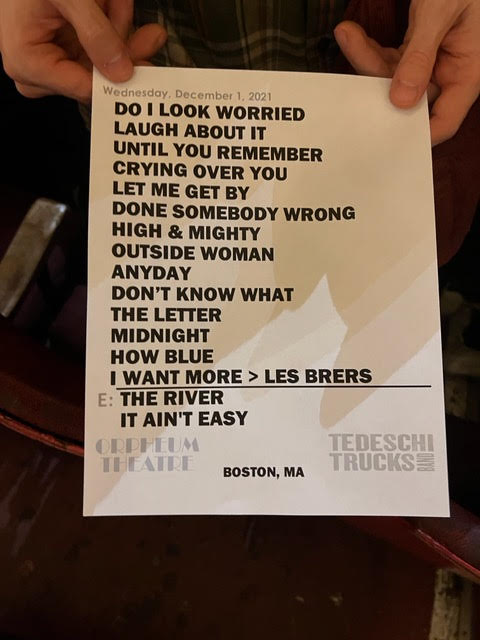 Wednesday, December 1, 2021
DO I LOOK WORRIED
LAUGH ABOUT IT
UNTIL YOU REMEMBER
CRYING OVER YOU
LET ME GET BY
DONE SOMEBODY WRONG
HIGH & MIGHTY
OUTSIDE WOMAN
ANYDAY
DON'T KNOW WHAT
THE LETTER
MIDNIGHT
HOW BLUE
I WANT MORE > LES BRERS
E: THE RIVER
IT AIN'T EASY
ORPHEUM
THEATRE
BOSTON, MA
TEDESCHI
TRUCKS BAND